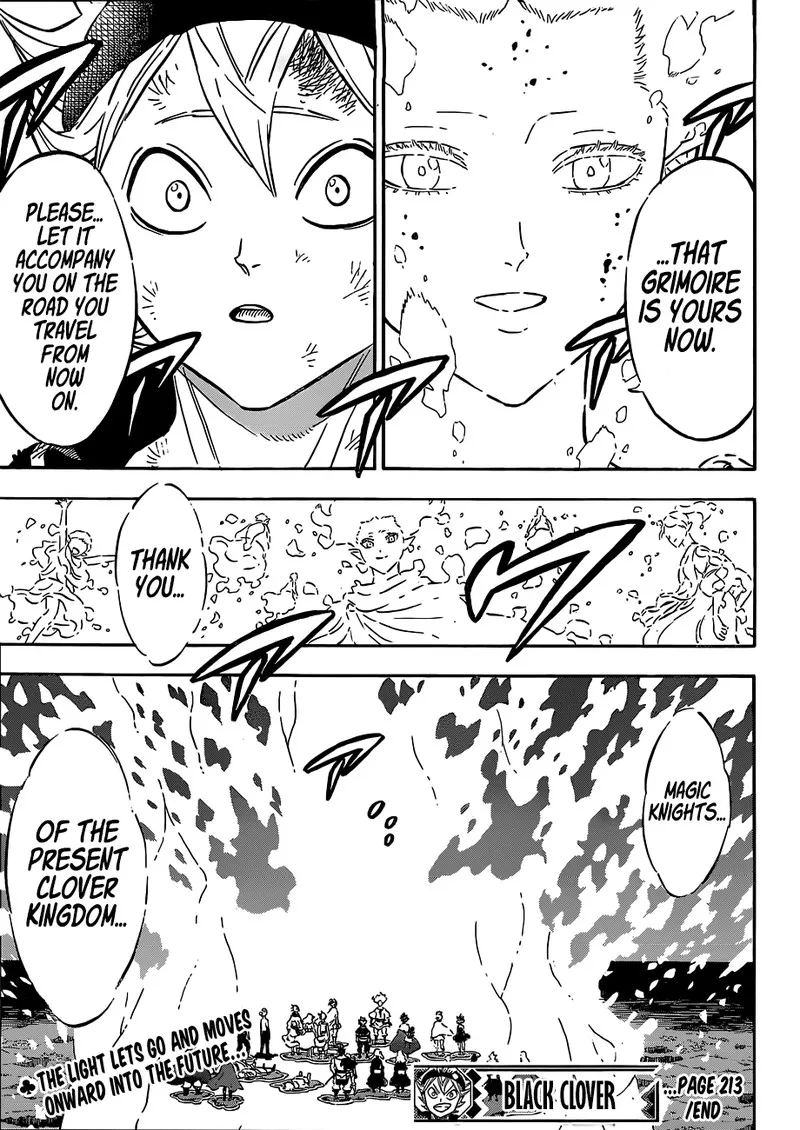 ...THAT
GRIMOIRE
IS YOURS
NOW.
PLEASE...
LET IT
ACCOMPANY
YOU ON THE
ROAD YOU
TRAVEL
FROM
NOW
ON.
THANK
YOU...
MAGIC
KNIGHTS...
OF THE
PRESENT
CLOVER
KINGDOM...
THE LIGHT LETS GO AND MOVES
ONWARD INTO THE FUTURE...!
BLACK CLOVER
...PAGE 213
/END